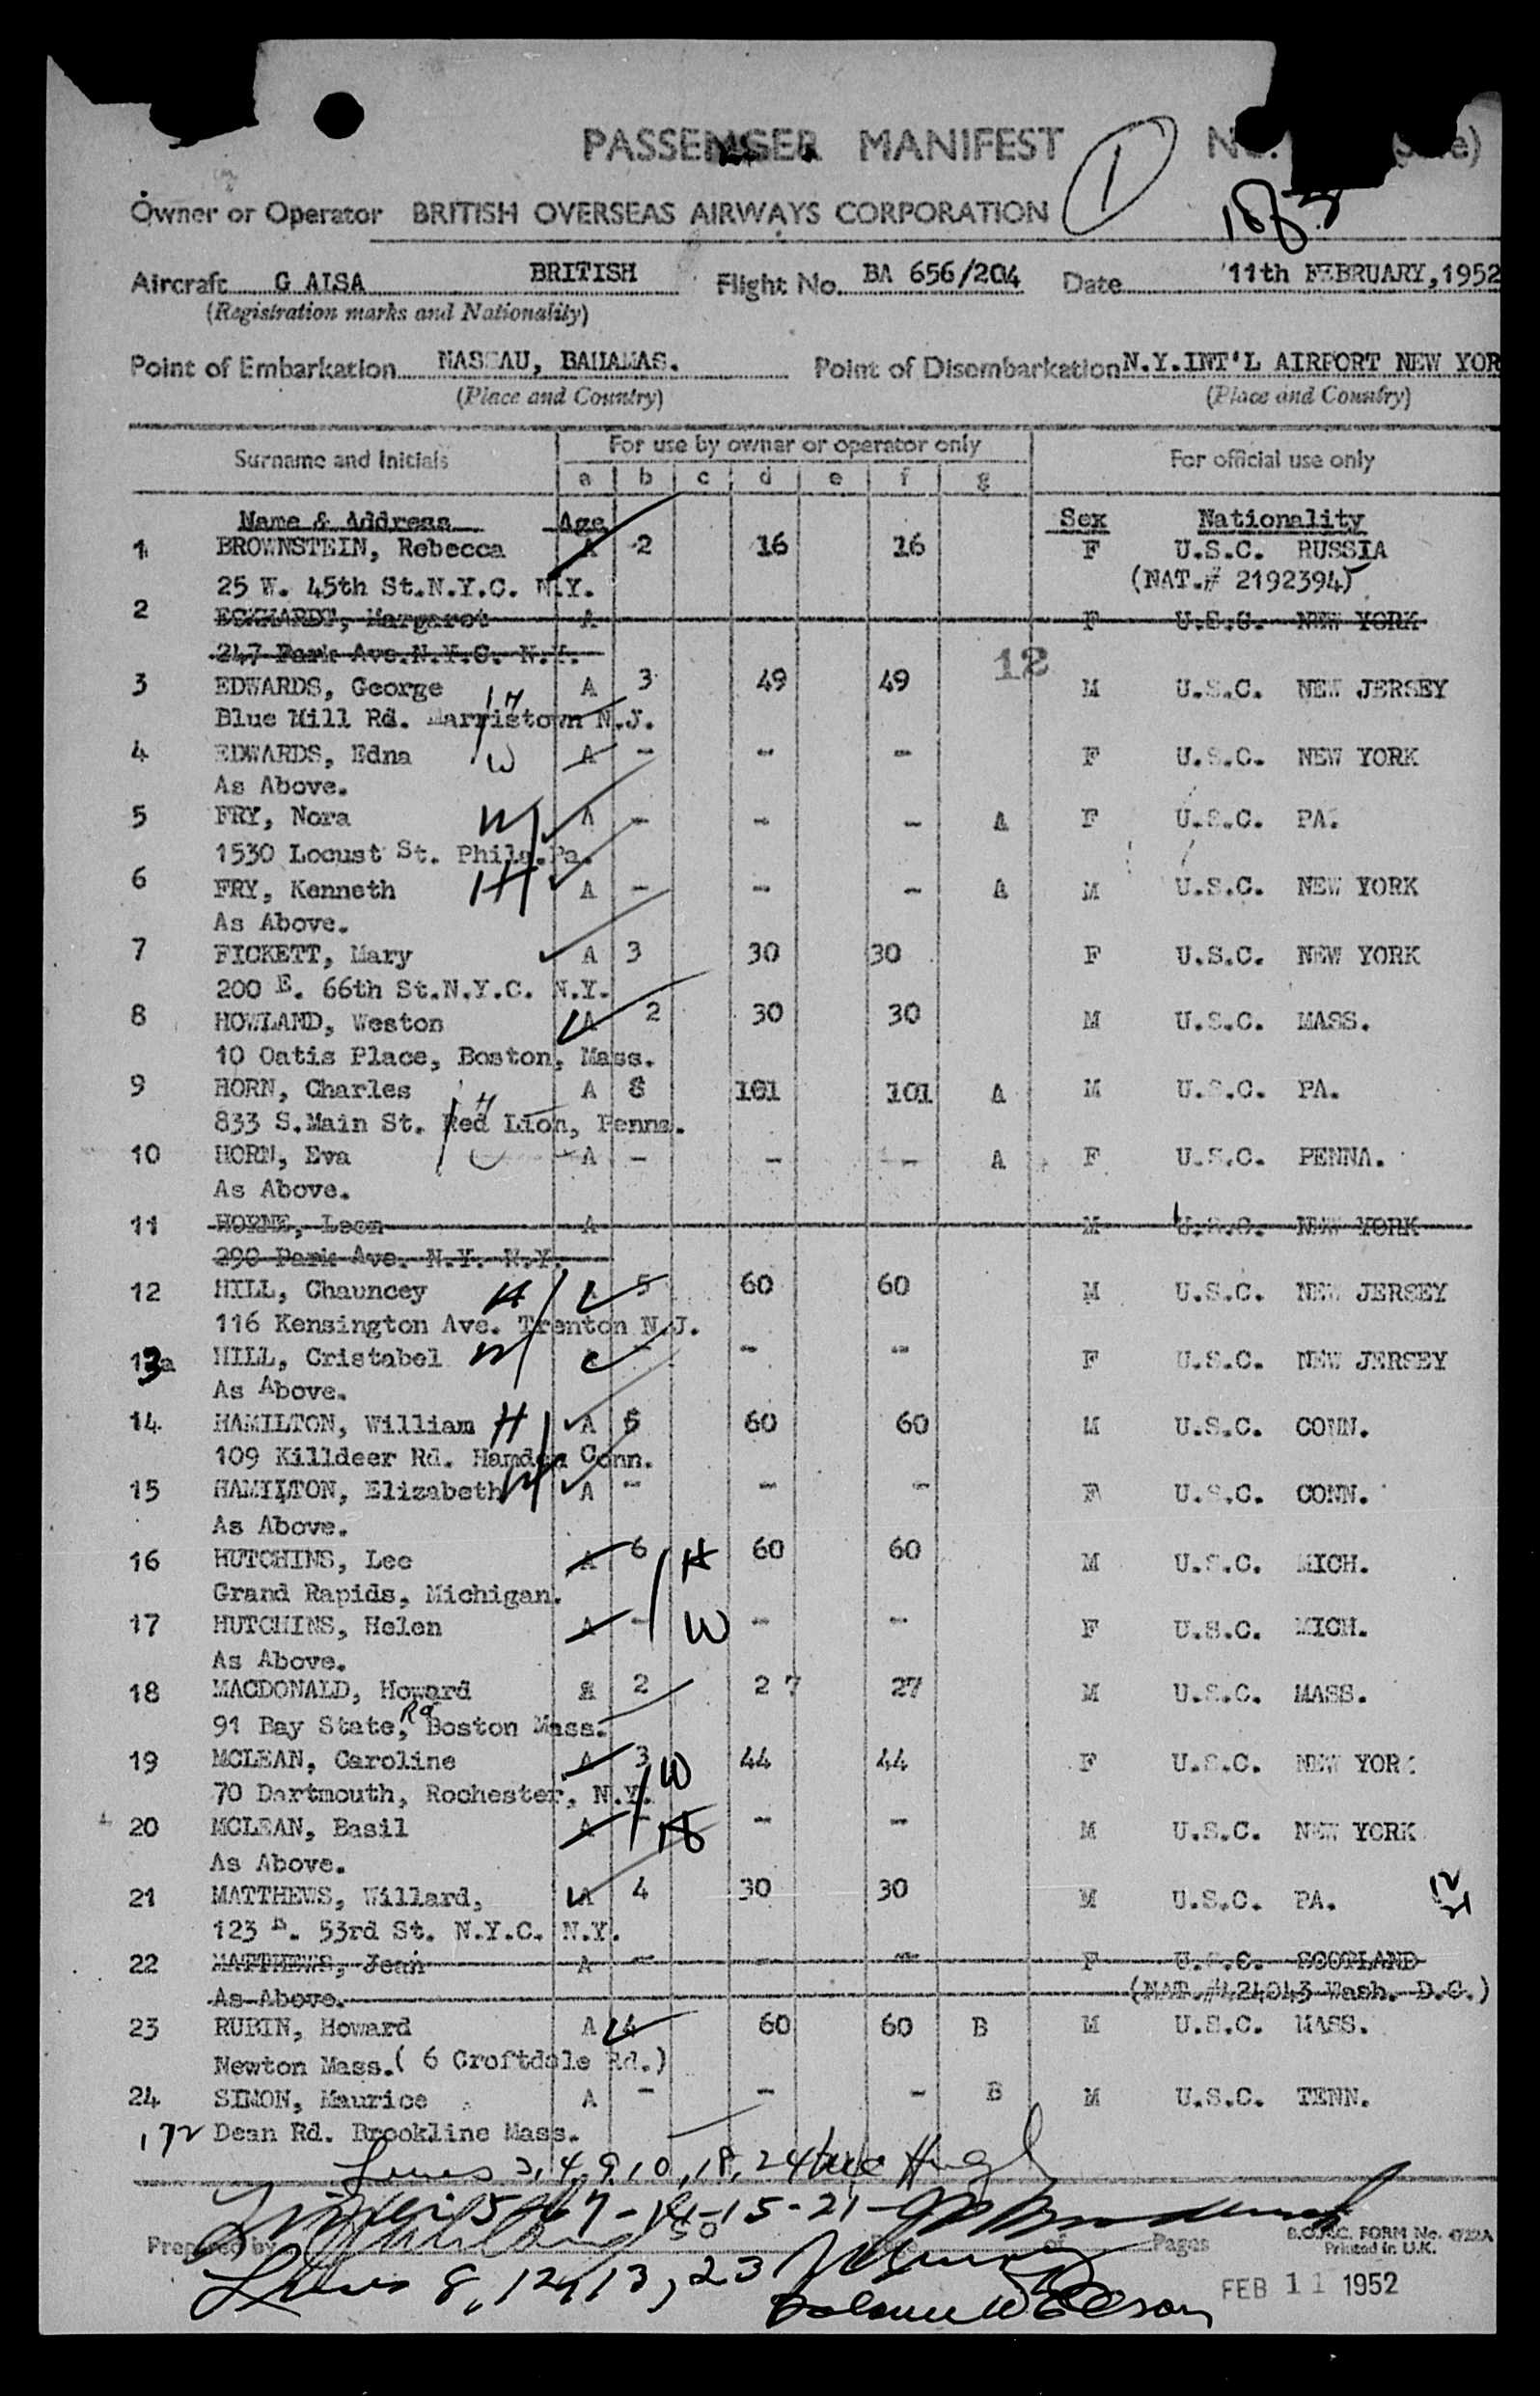 PASSENGER MANIFEST
1
Owner or Operator BRITISH OVERSEAS AIRWAYS CORPORATION
Aircraft G ALSA BRITISH Flight No. BA 656/204 Date 11th FEBRUARY, 1952
(Registration marks and Nationality)
Point of Embarkation NASSAU, BAHAMAS. Point of Disembarkation N.Y.INT'L AIRPORT NEW YOR
(Place and Country) (Place and Country)
Surname and Initials For use by owner or operator only For official use only
a b c d e f g
Name & Address Age Sex Nationality
1 BROWNSTEIN, Rebecca A 2 16 16 F U.S.C. RUSSIA
25 W. 45th St.N.Y.C. N.Y. (NAT.# 2192394)
2 ECKHARDT, Margaret A F U.S.C. NEW YORK
247 Park Ave.N.Y.C. N.Y.
12
3 EDWARDS, George H A 3 49 49 M U.S.C. NEW JERSEY
Blue Mill Rd. Marristown N.J.
4 EDWARDS, Edna W A - - - F U.S.C. NEW YORK
As Above.
5 FRY, Nora W A - - - A F U.S.C. PA.
1530 Locust St. Phila.Pa.
6 FRY, Kenneth H A - - - A M U.S.C. NEW YORK
As Above.
7 FICKETT, Mary A 3 30 30 F U.S.C. NEW YORK
200 E. 66th St.N.Y.C. N.Y.
8 HOWLAND, Weston A 2 30 30 M U.S.C. MASS.
10 Oatis Place, Boston, Mass.
9 HORN, Charles H A 8 101 101 A M U.S.C. PA.
833 S.Main St. Red Lion, Penna.
10 HORN, Eva W A - - - A F U.S.C. PENNA.
As Above.
11 HORNE, Leon A M U.S.C. NEW YORK
290 Park Ave. N.Y. N.Y.
12 HILL, Chauncey H A 5 60 60 M U.S.C. NEW JERSEY
116 Kensington Ave. Trenton N.J.
13a HILL, Cristabel W - - - F U.S.C. NEW JERSEY
As Above.
14 HAMILTON, William H A 5 60 60 M U.S.C. CONN.
109 Killdeer Rd. Hamden Conn.
15 HAMILTON, Elizabeth W A - - - F U.S.C. CONN.
As Above.
16 HUTCHINS, Lee A 6 H 60 60 M U.S.C. MICH.
Grand Rapids, Michigan.
17 HUTCHINS, Helen A - W - - F U.S.C. MICH.
As Above.
18 MACDONALD, Howard A 2 2 7 27 M U.S.C. MASS.
91 Bay State, Rd Boston Mass.
19 MCLEAN, Caroline A 3 W 44 44 F U.S.C. NEW YOR
70 Dartmouth, Rochester, N.Y.
20 MCLEAN, Basil A - H - - M U.S.C. NEW YORK
As Above.
21 MATTHEWS, Willard, A 4 30 30 M U.S.C. PA.
123 E. 53rd St. N.Y.C. N.Y.
22 MATTHEWS, Jean A - - - F U.S.C. SCOTLAND
As Above. (NAT.#424043 Wash. D.C.)
23 RUBIN, Howard A 4 60 60 B M U.S.C. MASS.
Newton Mass.( 6 Croftdale Rd.)
24 SIMON, Maurice A - - - B M U.S.C. TENN.
172 Dean Rd. Brookline Mass.
Lines 3,4,9,10,18,24
Lines 5 6 7-14-15-21-
Prepared by Page of Pages B.O.A.C. FORM No. 4722A
Printed in U.K.
Lines 8, 12, 13, 23
FEB 11 1952